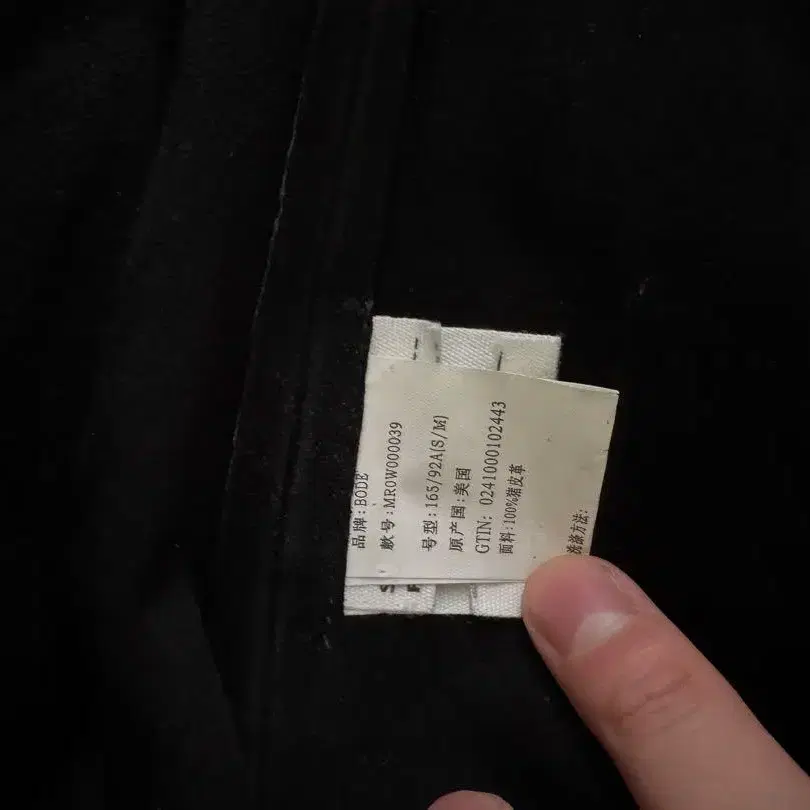 品牌:BODE
款号:MR0W000039
号型:165/92A(S/M)
原产国:美国
GTIN: 0241000102443
面料:100%猪皮革
洗涤方法: